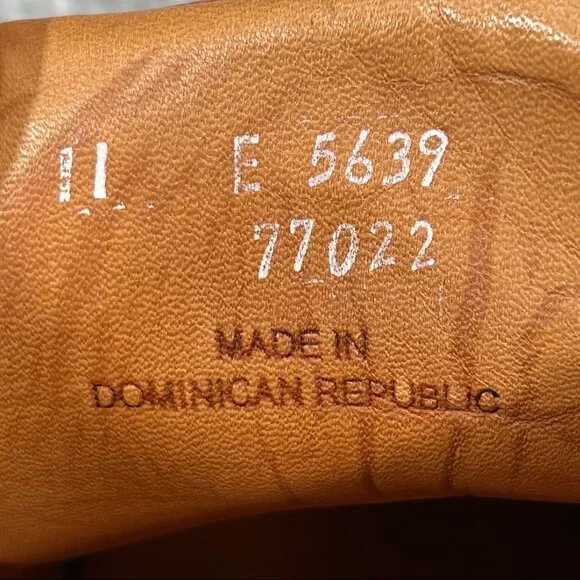 11 E 5639
77022
MADE IN
DOMINICAN REPUBLIC